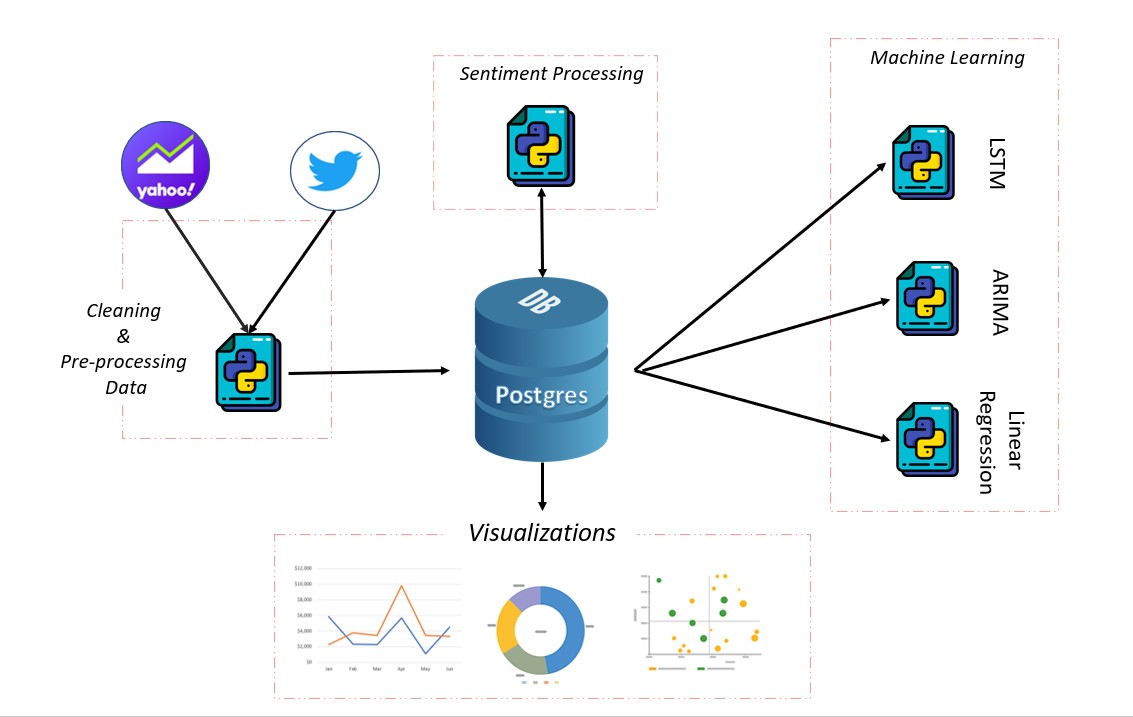 Sentiment Processing
Machine Learning
yahoo!
LSTM
Cleaning
&
Pre-processing
Data
DB
Postgres
ARIMA
Linear
Regression
Visualizations
$12,000
$10,000
$8,000
$6,000
$4,000
$2,000
$0
Jan
Feb
Mar
Apr
May
Jun